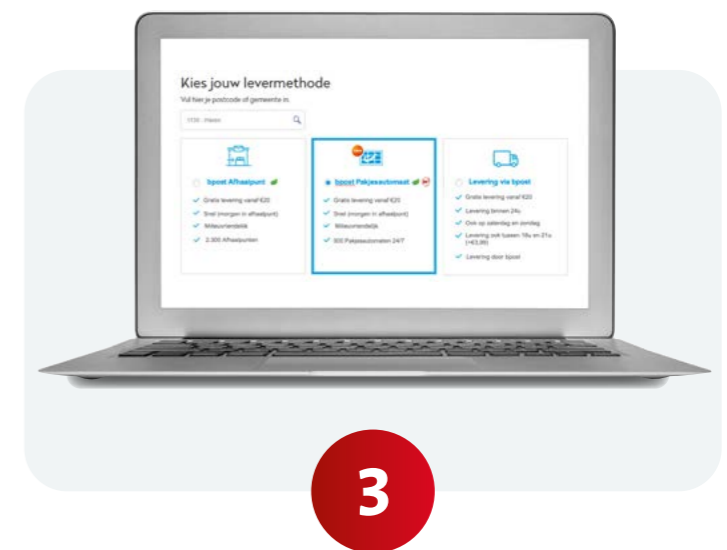 Kies jouw levermethode
Vul hier je postcode of gemeente in.
bpost Afhaalpunt
Gratis levering vanaf €20
Snel (morgen in afhaalpunt)
Milieuvriendelijk
2.300 Afhaalpunten
bpost Pakjesautomaat
Gratis levering vanaf €20
Snel (morgen in afhaalpunt)
Milieuvriendelijk
Pakjesautomaten 24/7
Levering via bpost
Gratis levering vanaf €20
Levering binnen 24u
Ook op zaterdag en zondag
Levering ook tussen 18u en 21u
Levering door bpost
3